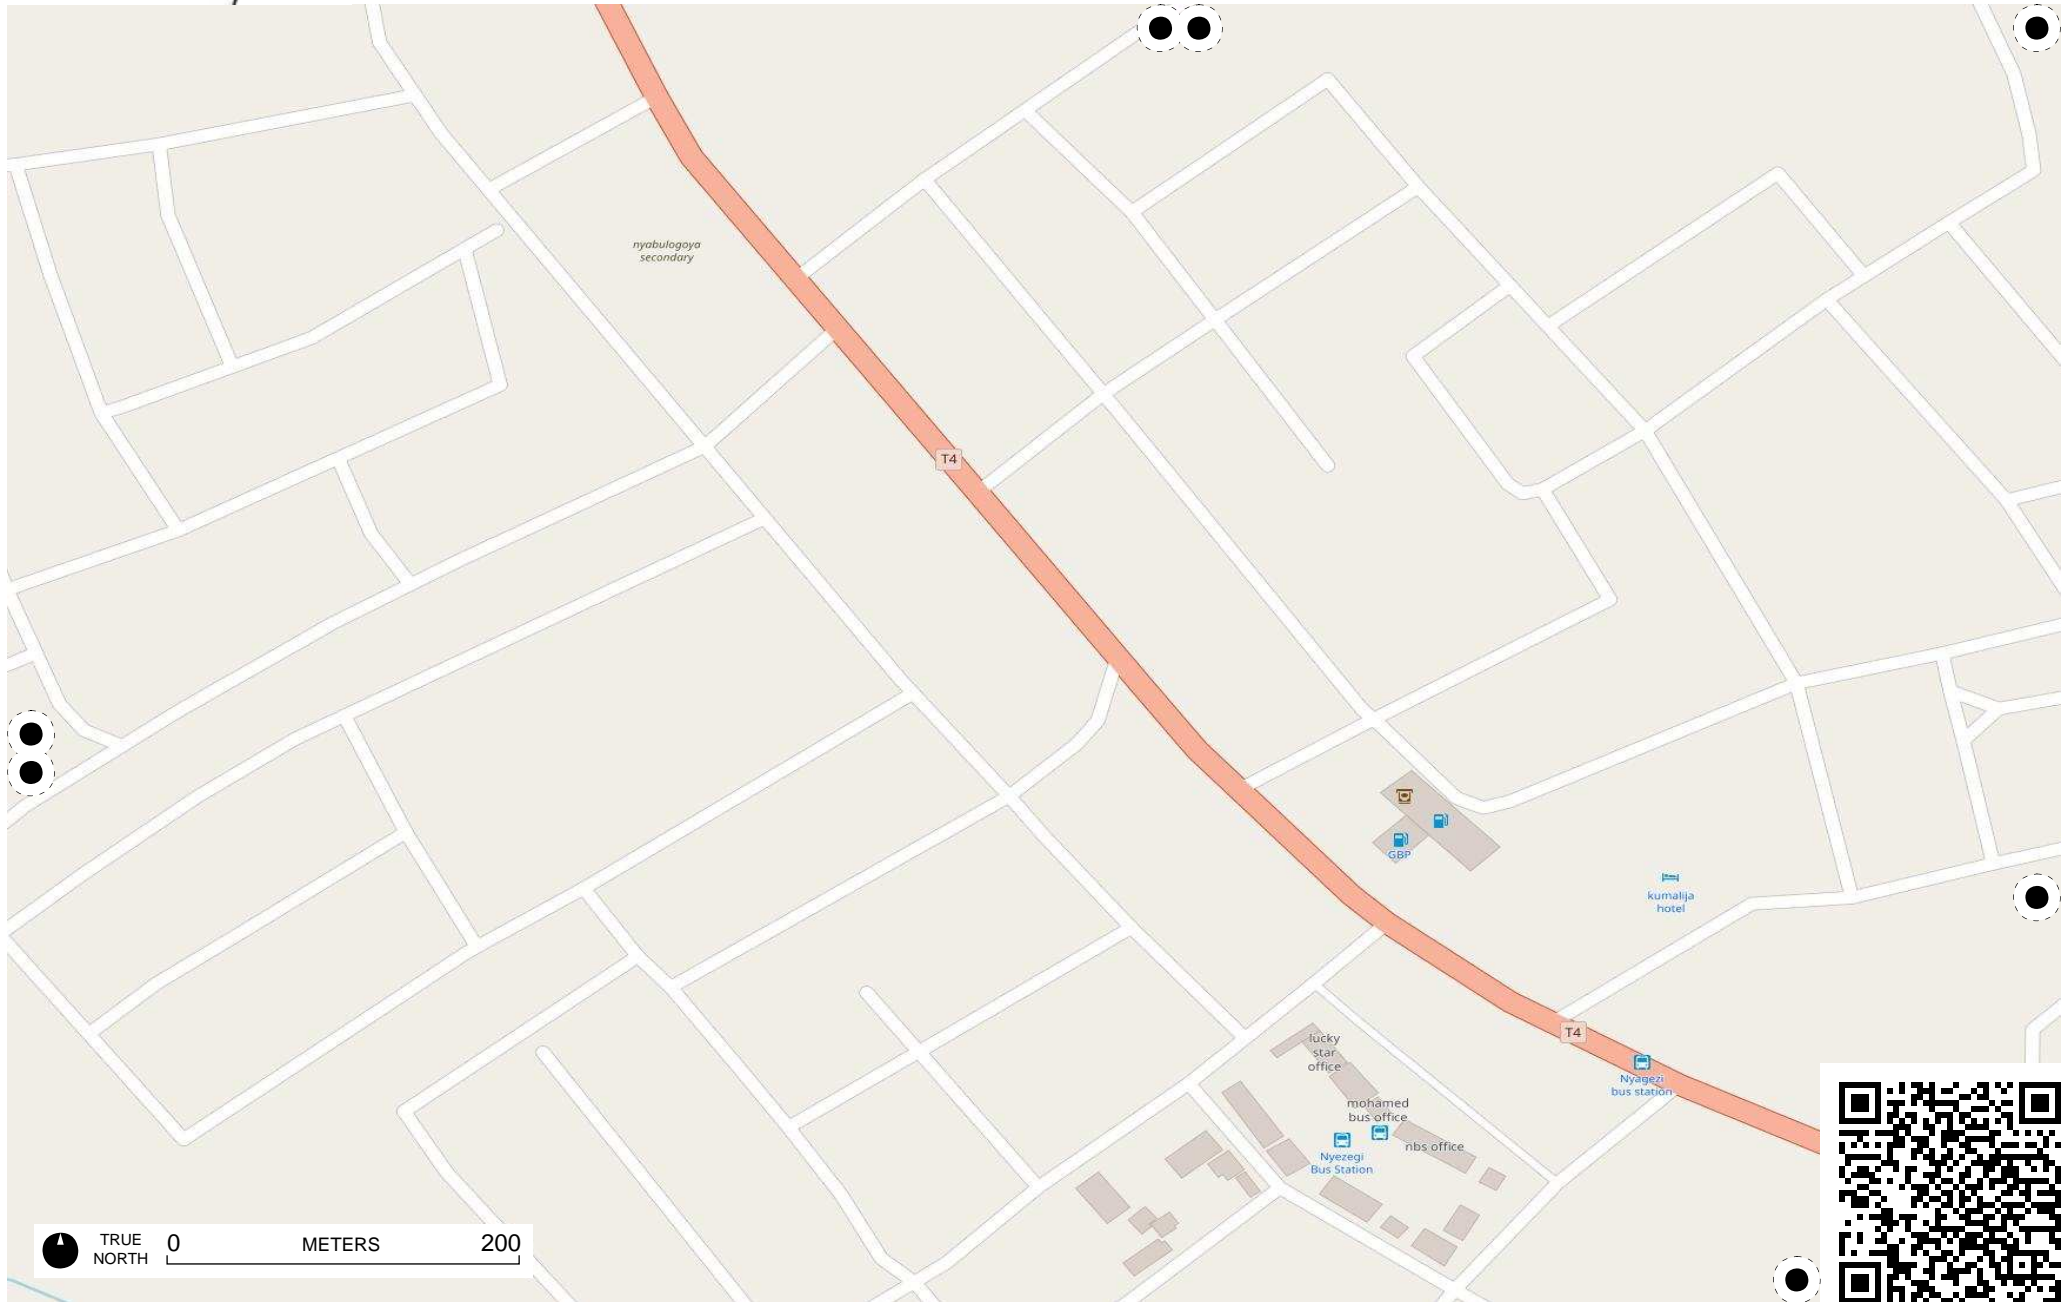 nyabulogoya
secondary
T4
GBP
kumalija
hotel
T4
lucky
star
office
Nyagezi
bus station
mohamed
bus office
nbs office
Nyezegi
Bus Station
TRUE
NORTH
0 METERS 200